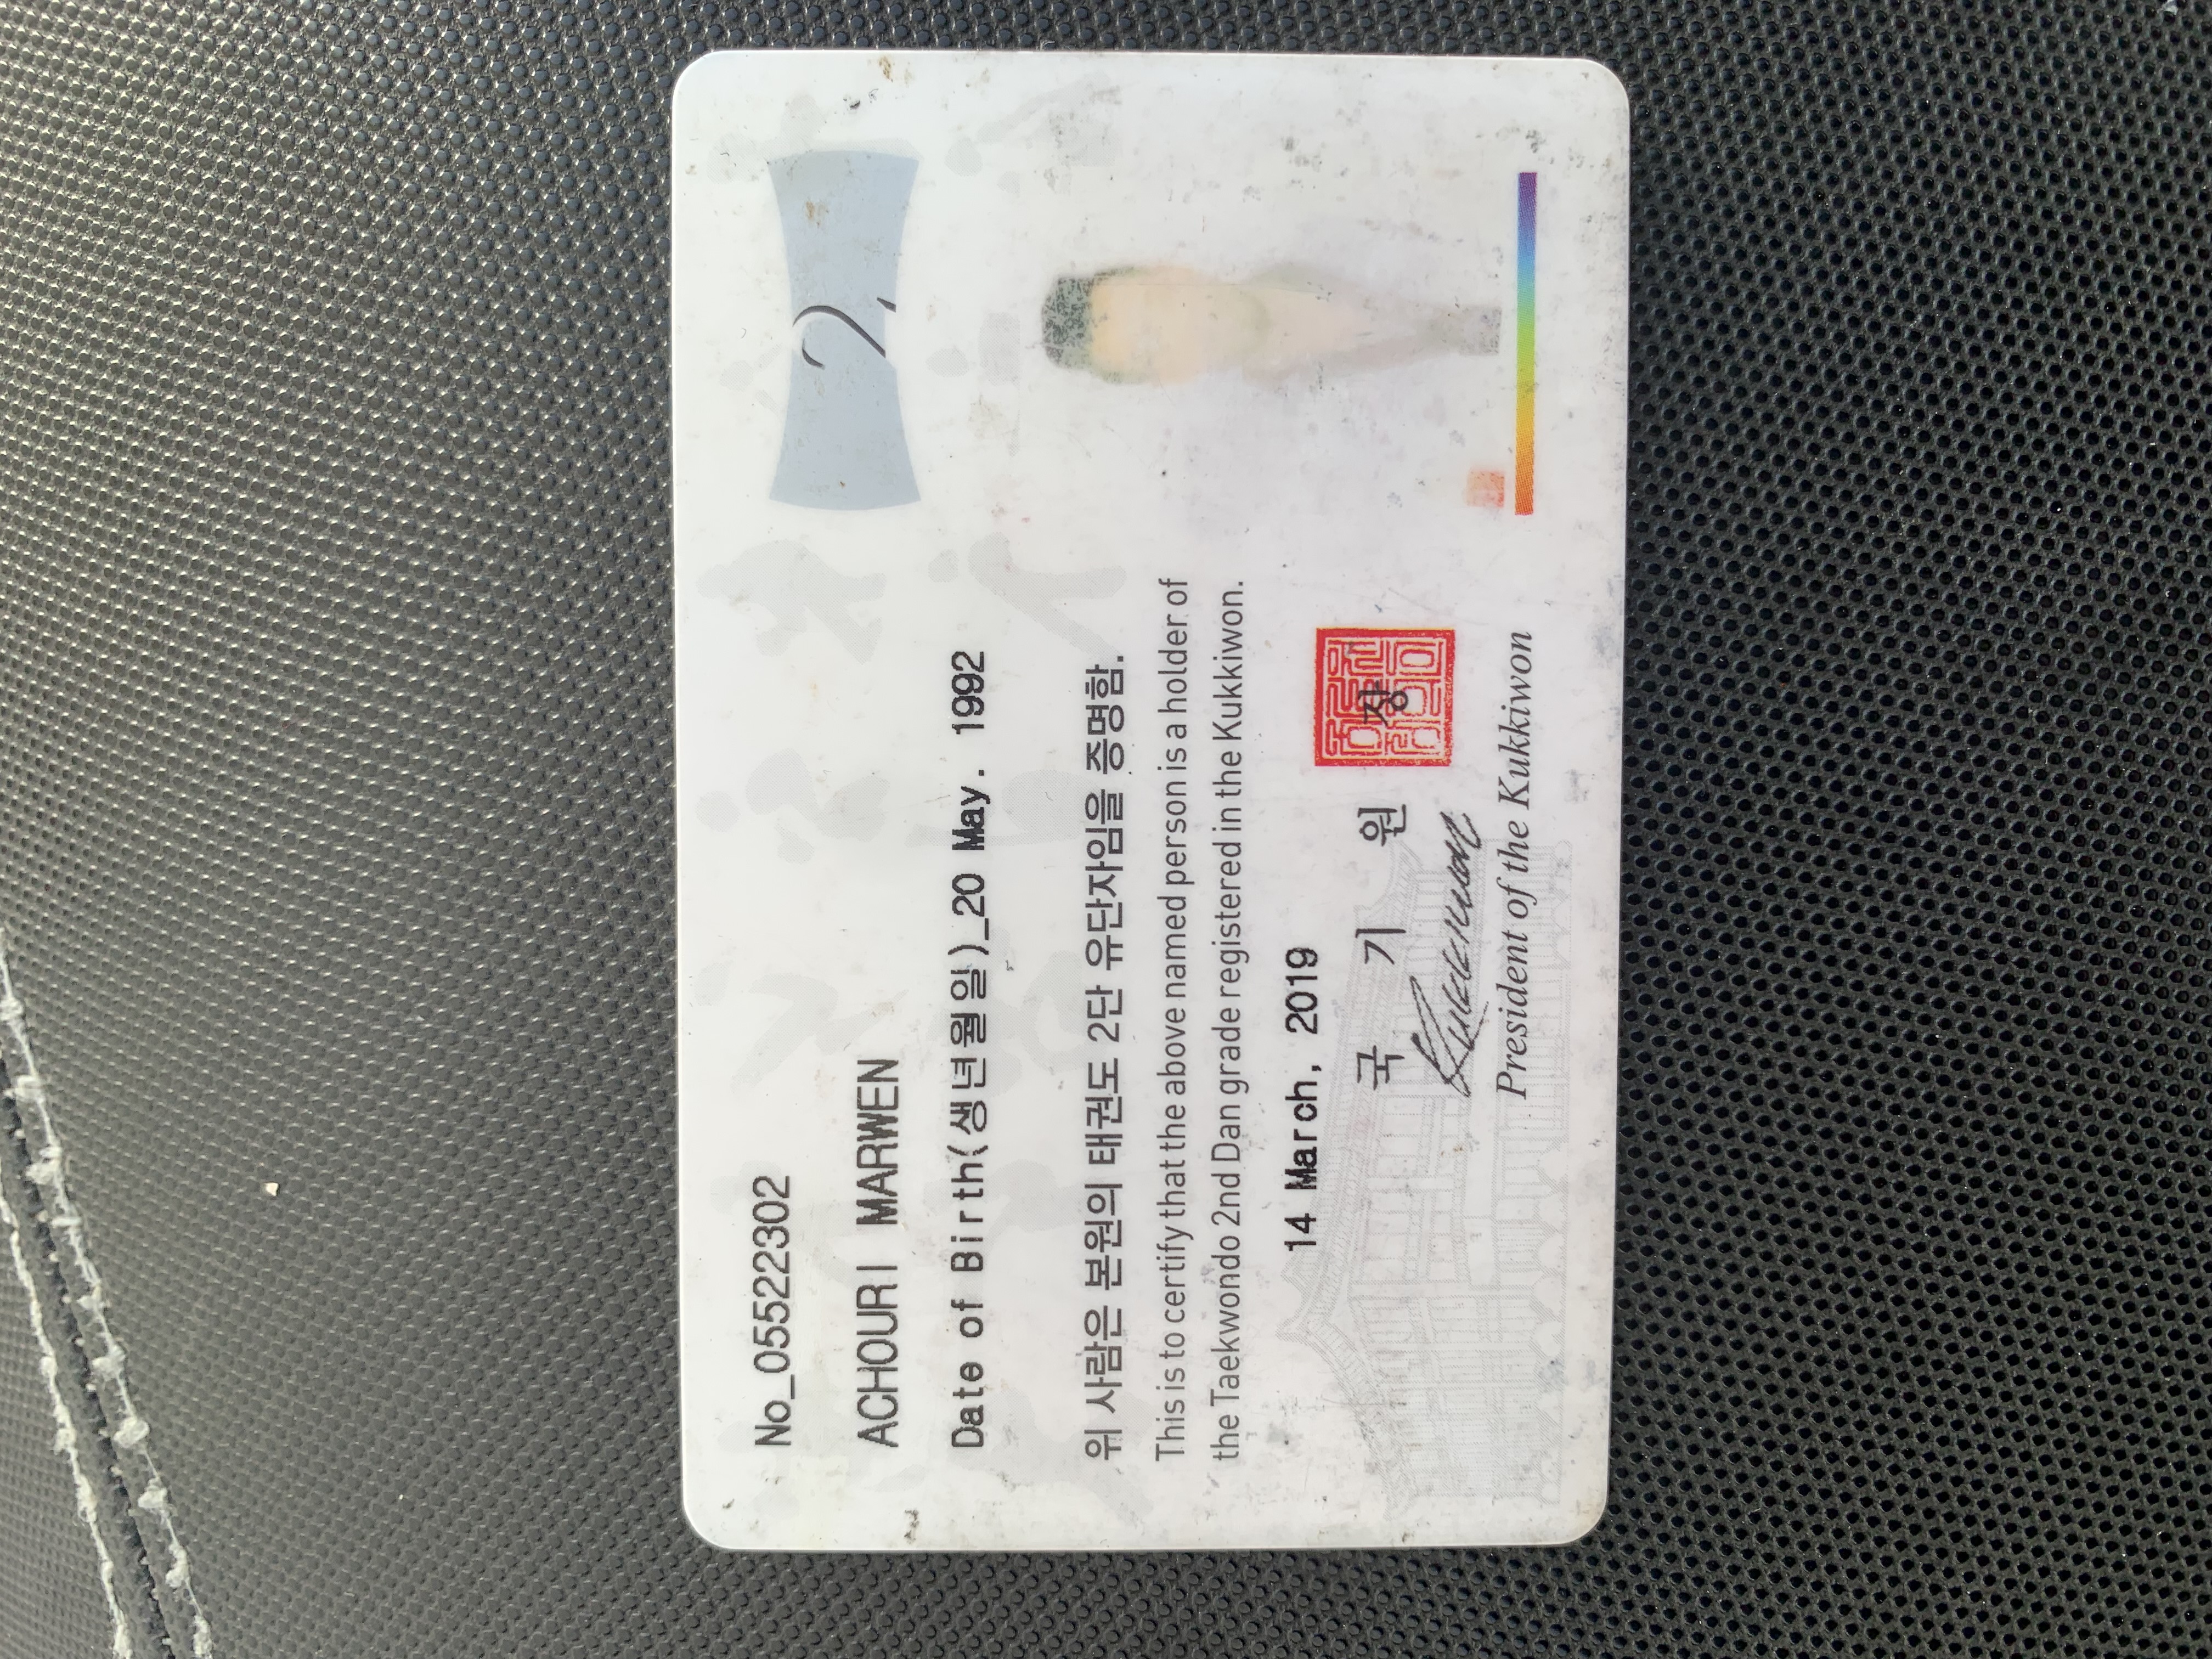 No_05522302
2
ACHOURI MARWEN
Date of Birth(생년월일)_20 May. 1992
위 사람은 본원의 태권도 2단 유단자임을 증명함.
This is to certify that the above named person is a holder of
the Taekwondo 2nd Dan grade registered in the Kukkiwon.
14 March, 2019
국 기 원 장
President of the Kukkiwon